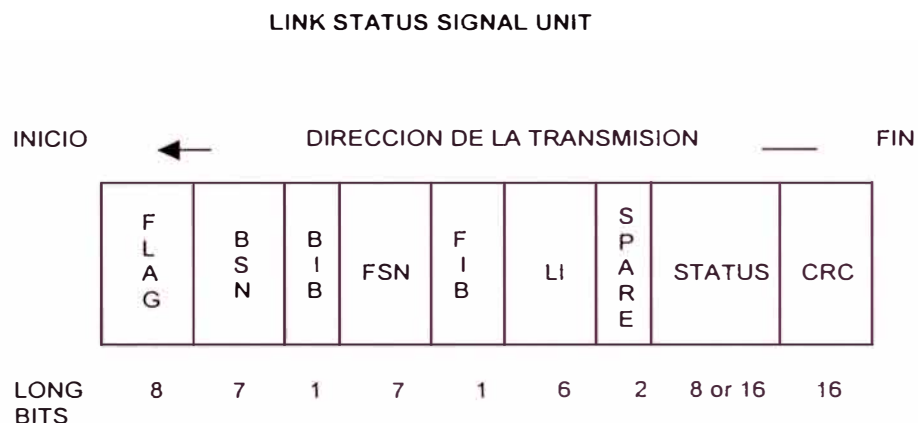 LINK STATUS SIGNAL UNIT
INICIO DIRECCION DE LA TRANSMISION FIN
FLAG BSN BIB FSN FIB LI SPARE STATUS CRC
LONG BITS 8 7 1 7 1 6 2 8 or 16 16